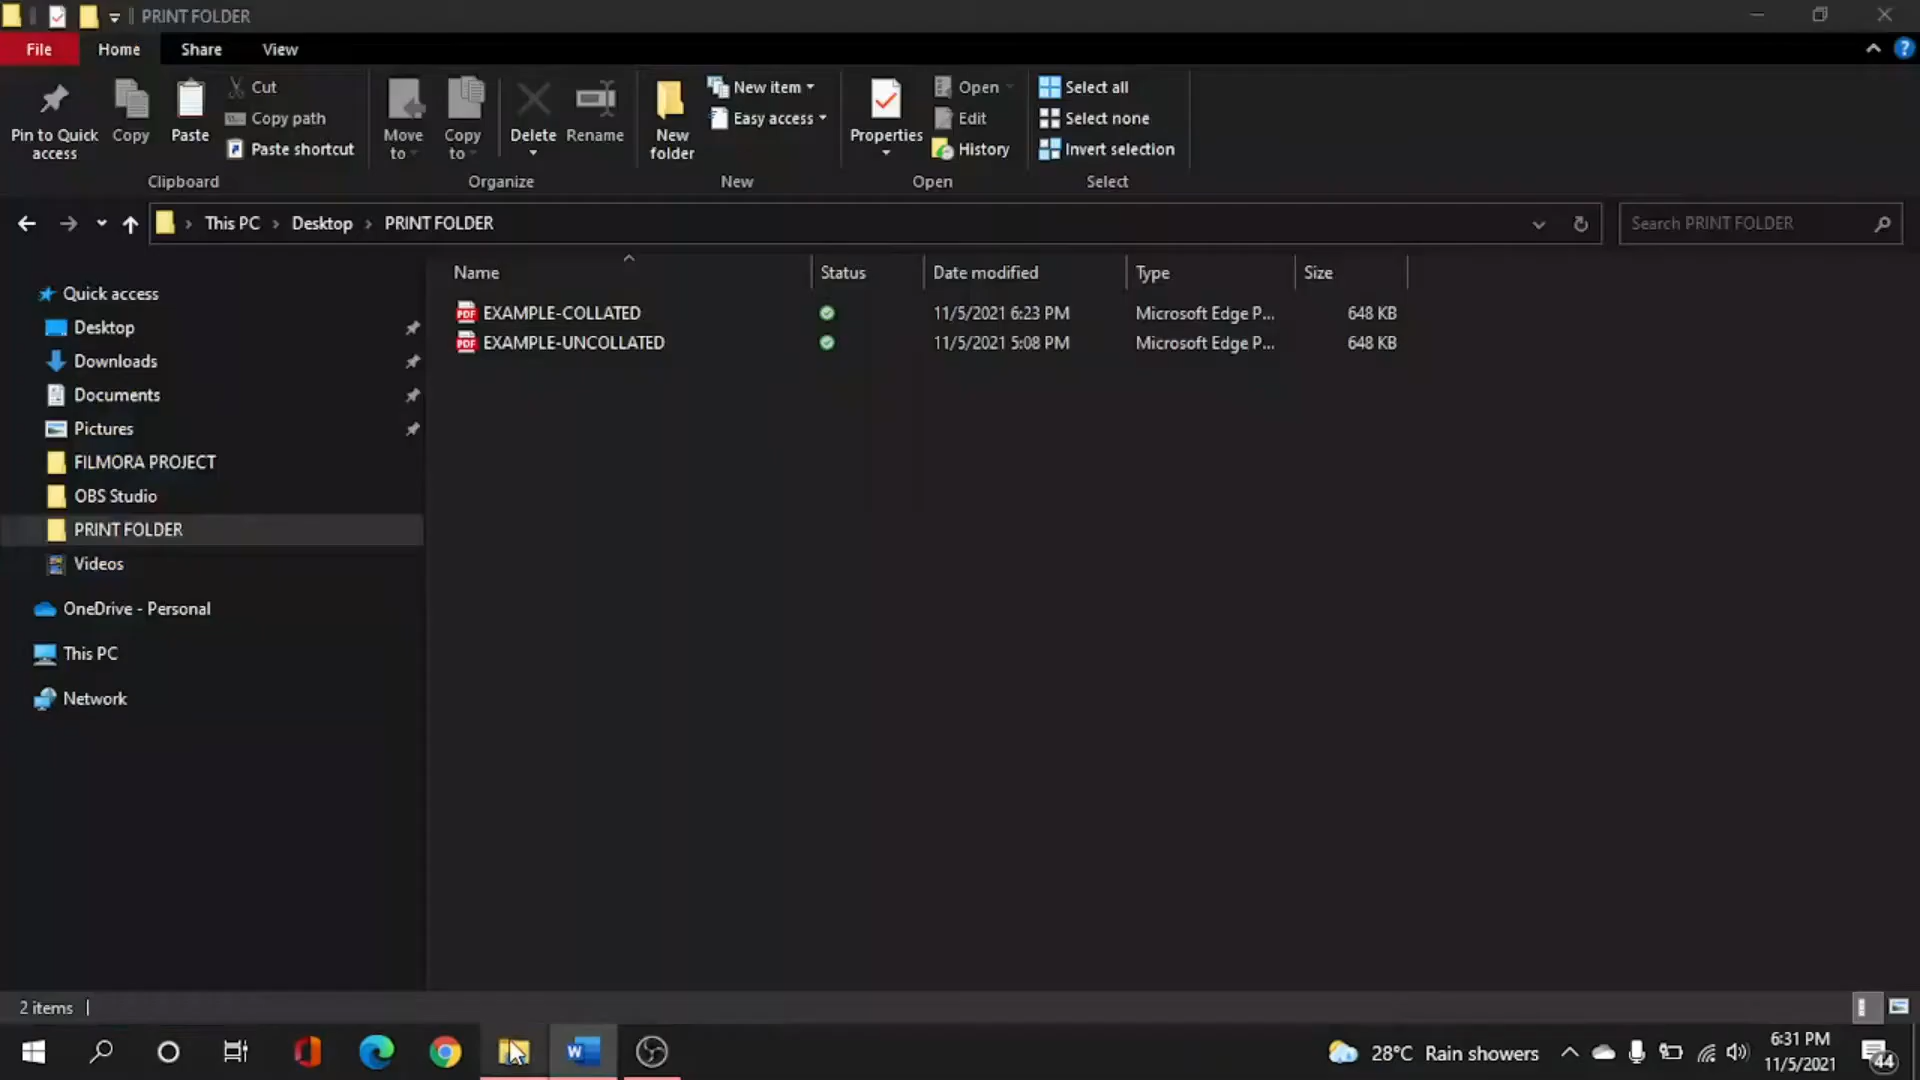 PRINT FOLDER
File Home Share View
Pin to Quick access
Copy
Paste
Cut
Copy path
Paste shortcut
Clipboard
Move to
Copy to
Delete
Rename
Organize
New folder
New item
Easy access
New
Properties
Open
Edit
History
Open
Select all
Select none
Invert selection
Select
This PC > Desktop > PRINT FOLDER
Search PRINT FOLDER
Name Status Date modified Type Size
EXAMPLE-COLLATED 11/5/2021 6:23 PM Microsoft Edge P... 648 KB
EXAMPLE-UNCOLLATED 11/5/2021 5:08 PM Microsoft Edge P... 648 KB
Quick access
Desktop
Downloads
Documents
Pictures
FILMORA PROJECT
OBS Studio
PRINT FOLDER
Videos
OneDrive - Personal
This PC
Network
2 items
28°C Rain showers
6:31 PM
11/5/2021
44